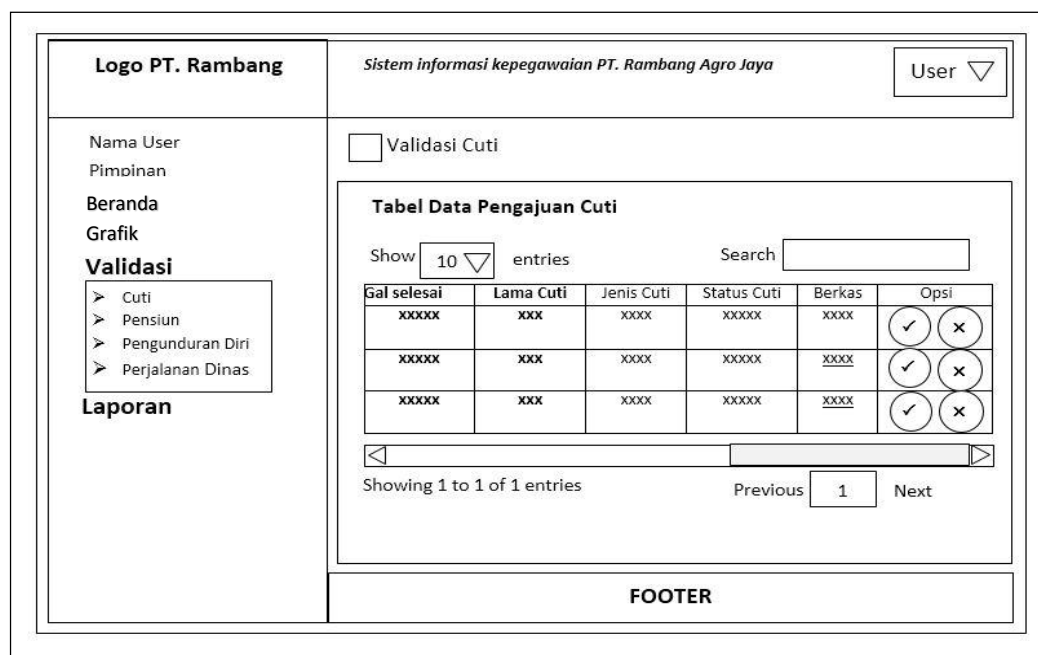 Logo PT. Rambang
Sistem informasi kepegawaian PT. Rambang Agro Jaya
User
Nama User
Pimpinan
Beranda
Grafik
Validasi
Cuti
Pensiun
Pengunduran Diri
Perjalanan Dinas
Laporan
Validasi Cuti
Tabel Data Pengajuan Cuti
Show 10 entries Search
Gal selesai Lama Cuti Jenis Cuti Status Cuti Berkas Opsi
xxxxx xxx xxxx xxxxx xxxx
xxxxx xxx xxxx xxxxx xxxx
xxxxx xxx xxxx xxxxx xxxx
Showing 1 to 1 of 1 entries Previous 1 Next
FOOTER